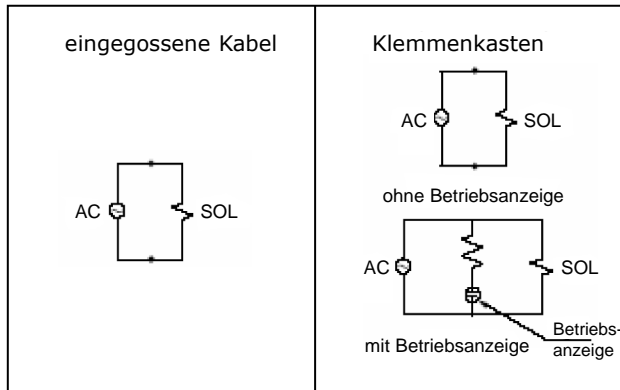 eingegossene Kabel
AC
SOL
Klemmenkasten
AC
SOL
ohne Betriebsanzeige
AC
SOL
mit Betriebsanzeige
Betriebs-
anzeige